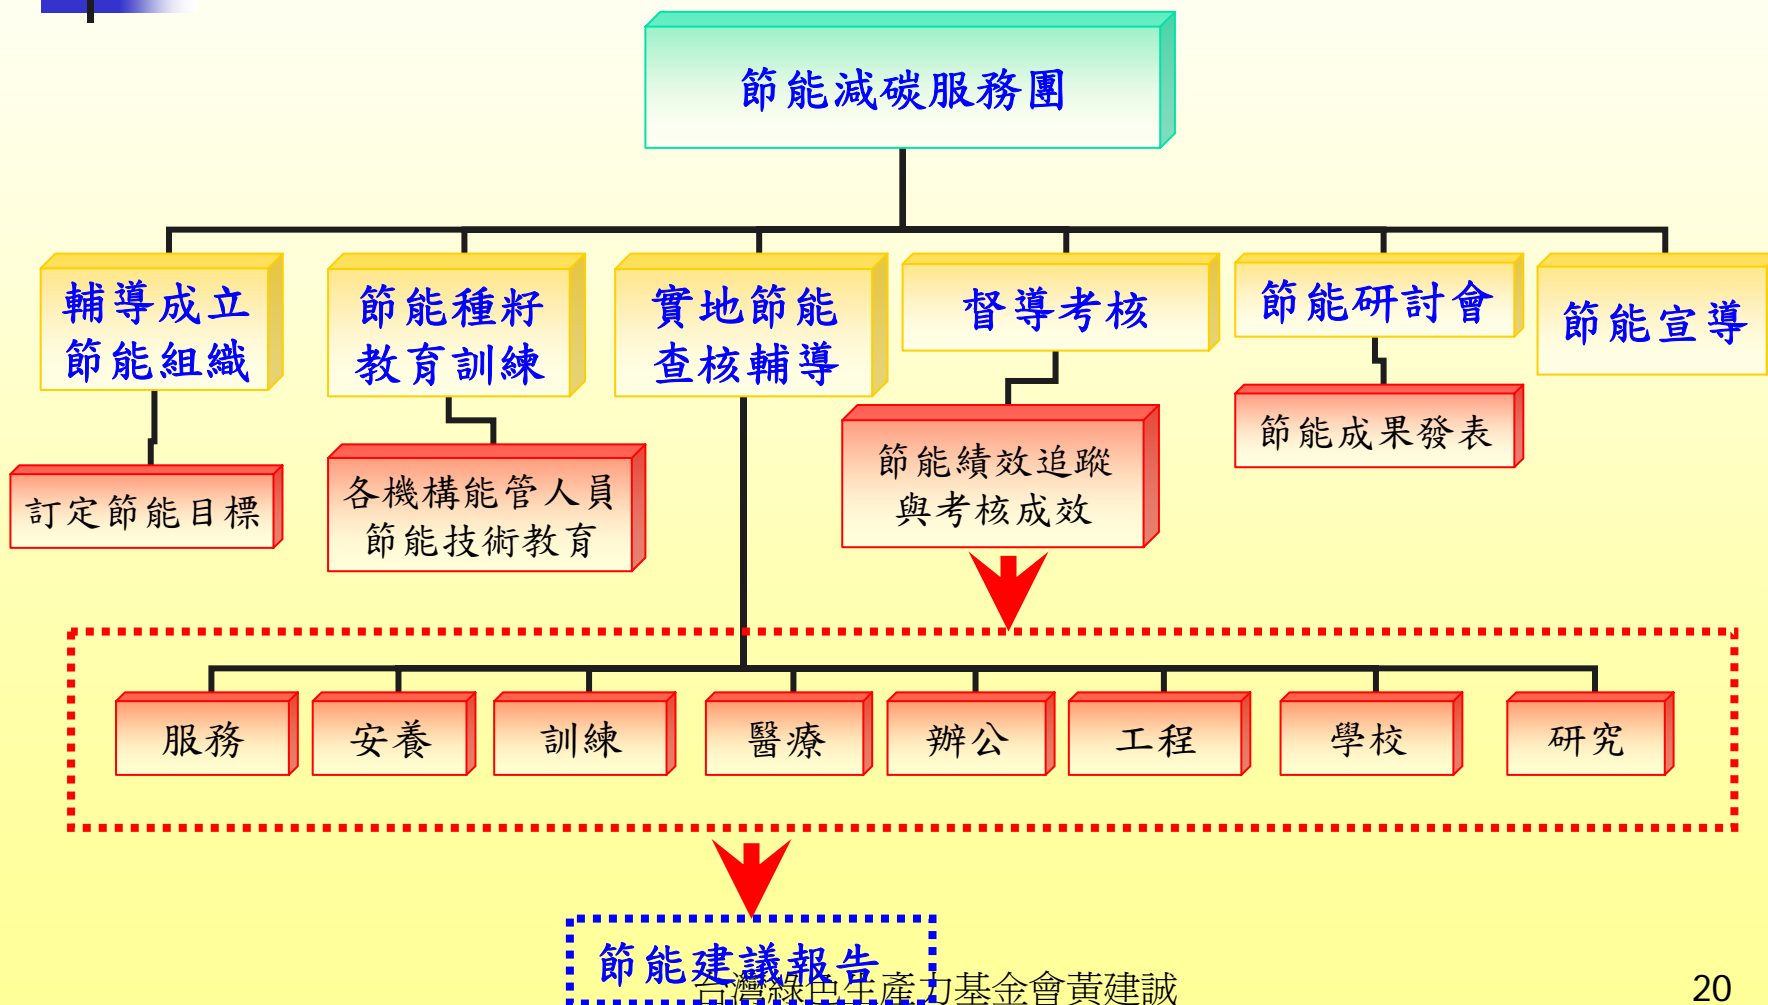 節能減碳服務團
輔導成立
節能組織
節能種籽
教育訓練
實地節能
查核輔導
督導考核
節能研討會
節能宣導
訂定節能目標
各機構能管人員
節能技術教育
節能績效追蹤
與考核成效
節能成果發表
服務
安養
訓練
醫療
辦公
工程
學校
研究
節能建議報告
台灣綠色生產力基金會黃建誠
20